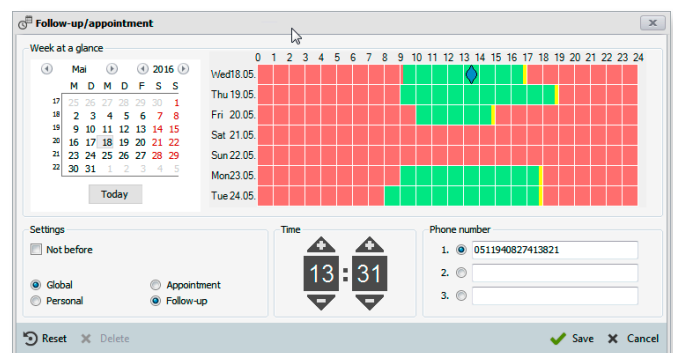 Follow-up/appointment
Week at a glance
Mai 2016
M D M D F S S
17 25 26 27 28 29 30 1
18 2 3 4 5 6 7 8
19 9 10 11 12 13 14 15
20 16 17 18 19 20 21 22
21 23 24 25 26 27 28 29
22 30 31 1 2 3 4 5
Today
0 1 2 3 4 5 6 7 8 9 10 11 12 13 14 15 16 17 18 19 20 21 22 23 24
Wed18.05.
Thu 19.05.
Fri 20.05.
Sat 21.05.
Sun 22.05.
Mon23.05.
Tue 24.05.
Settings
Not before
Global Appointment
Personal Follow-up
Time
13 : 31
Phone number
1. 0511940827413821
2.
3.
Reset Delete Save Cancel